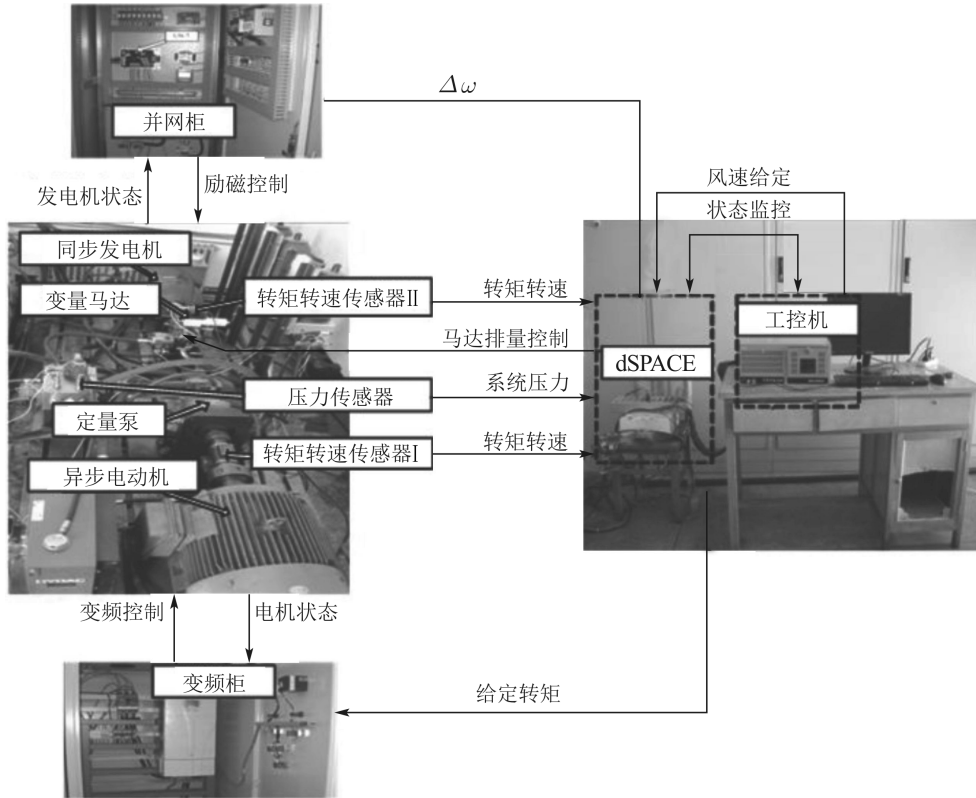 并网柜
Δω
发电机状态
励磁控制
风速给定
状态监控
同步发电机
变量马达
转矩转速传感器II
转矩转速
工控机
马达排量控制
dSPACE
系统压力
压力传感器
定量泵
转矩转速
转矩转速传感器I
异步电动机
变频控制
电机状态
变频柜
给定转矩